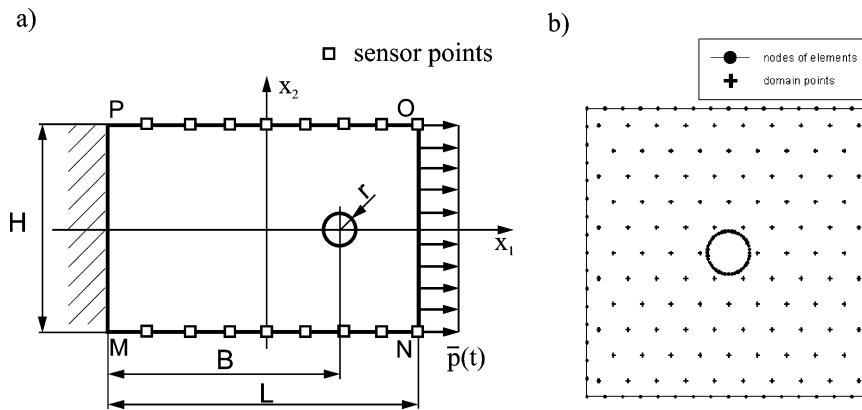 a)
sensor points
x₂
P
O
H
r
x₁
M
N
p̅(t)
B
L
b)
nodes of elements
domain points